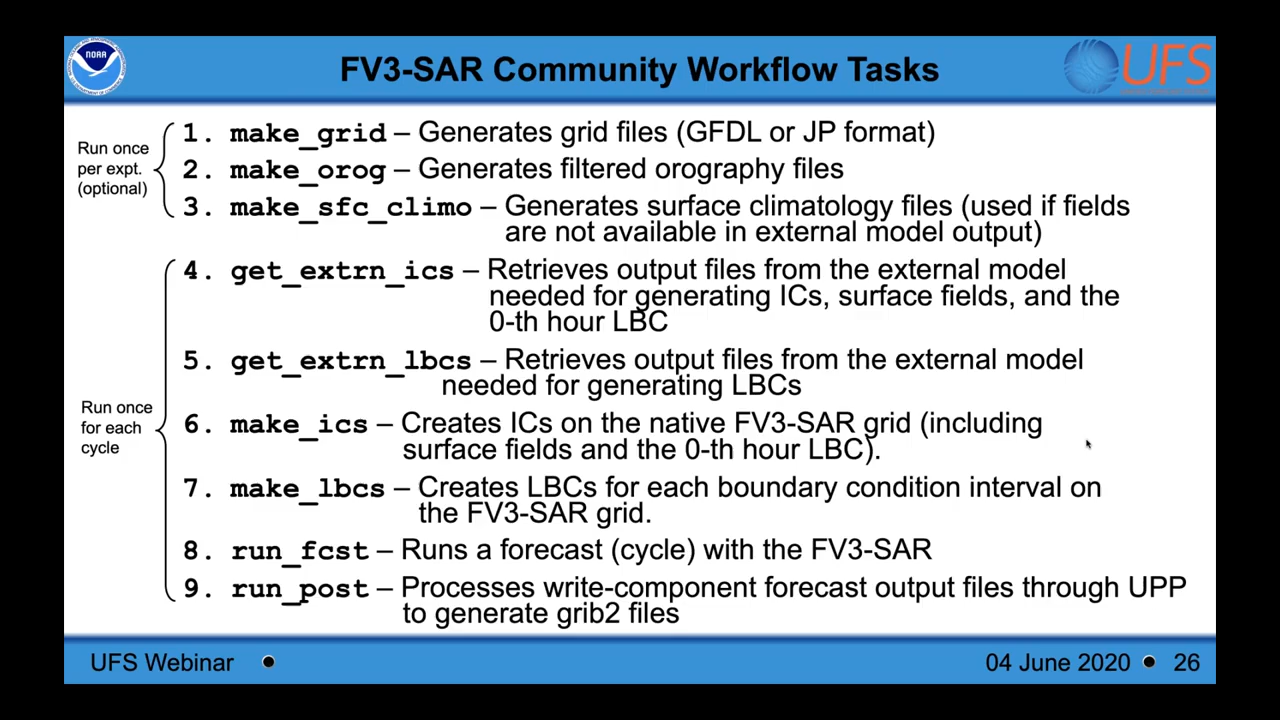 NOAA
FV3-SAR Community Workflow Tasks
UFS
Run once
per expt.
(optional)
1. make_grid – Generates grid files (GFDL or JP format)
2. make_orog – Generates filtered orography files
3. make_sfc_climo – Generates surface climatology files (used if fields
are not available in external model output)
Run once
for each
cycle
4. get_extrn_ics – Retrieves output files from the external model
needed for generating ICs, surface fields, and the
0-th hour LBC
5. get_extrn_lbcs – Retrieves output files from the external model
needed for generating LBCs
6. make_ics – Creates ICs on the native FV3-SAR grid (including
surface fields and the 0-th hour LBC).
7. make_lbcs – Creates LBCs for each boundary condition interval on
the FV3-SAR grid.
8. run_fcst – Runs a forecast (cycle) with the FV3-SAR
9. run_post – Processes write-component forecast output files through UPP
to generate grib2 files
UFS Webinar ● 04 June 2020 ● 26